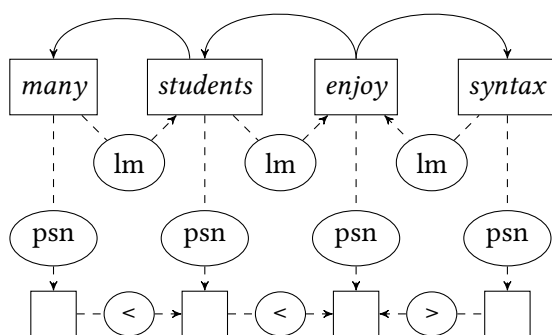 many students enjoy syntax
lm lm lm
psn psn psn psn
< < >